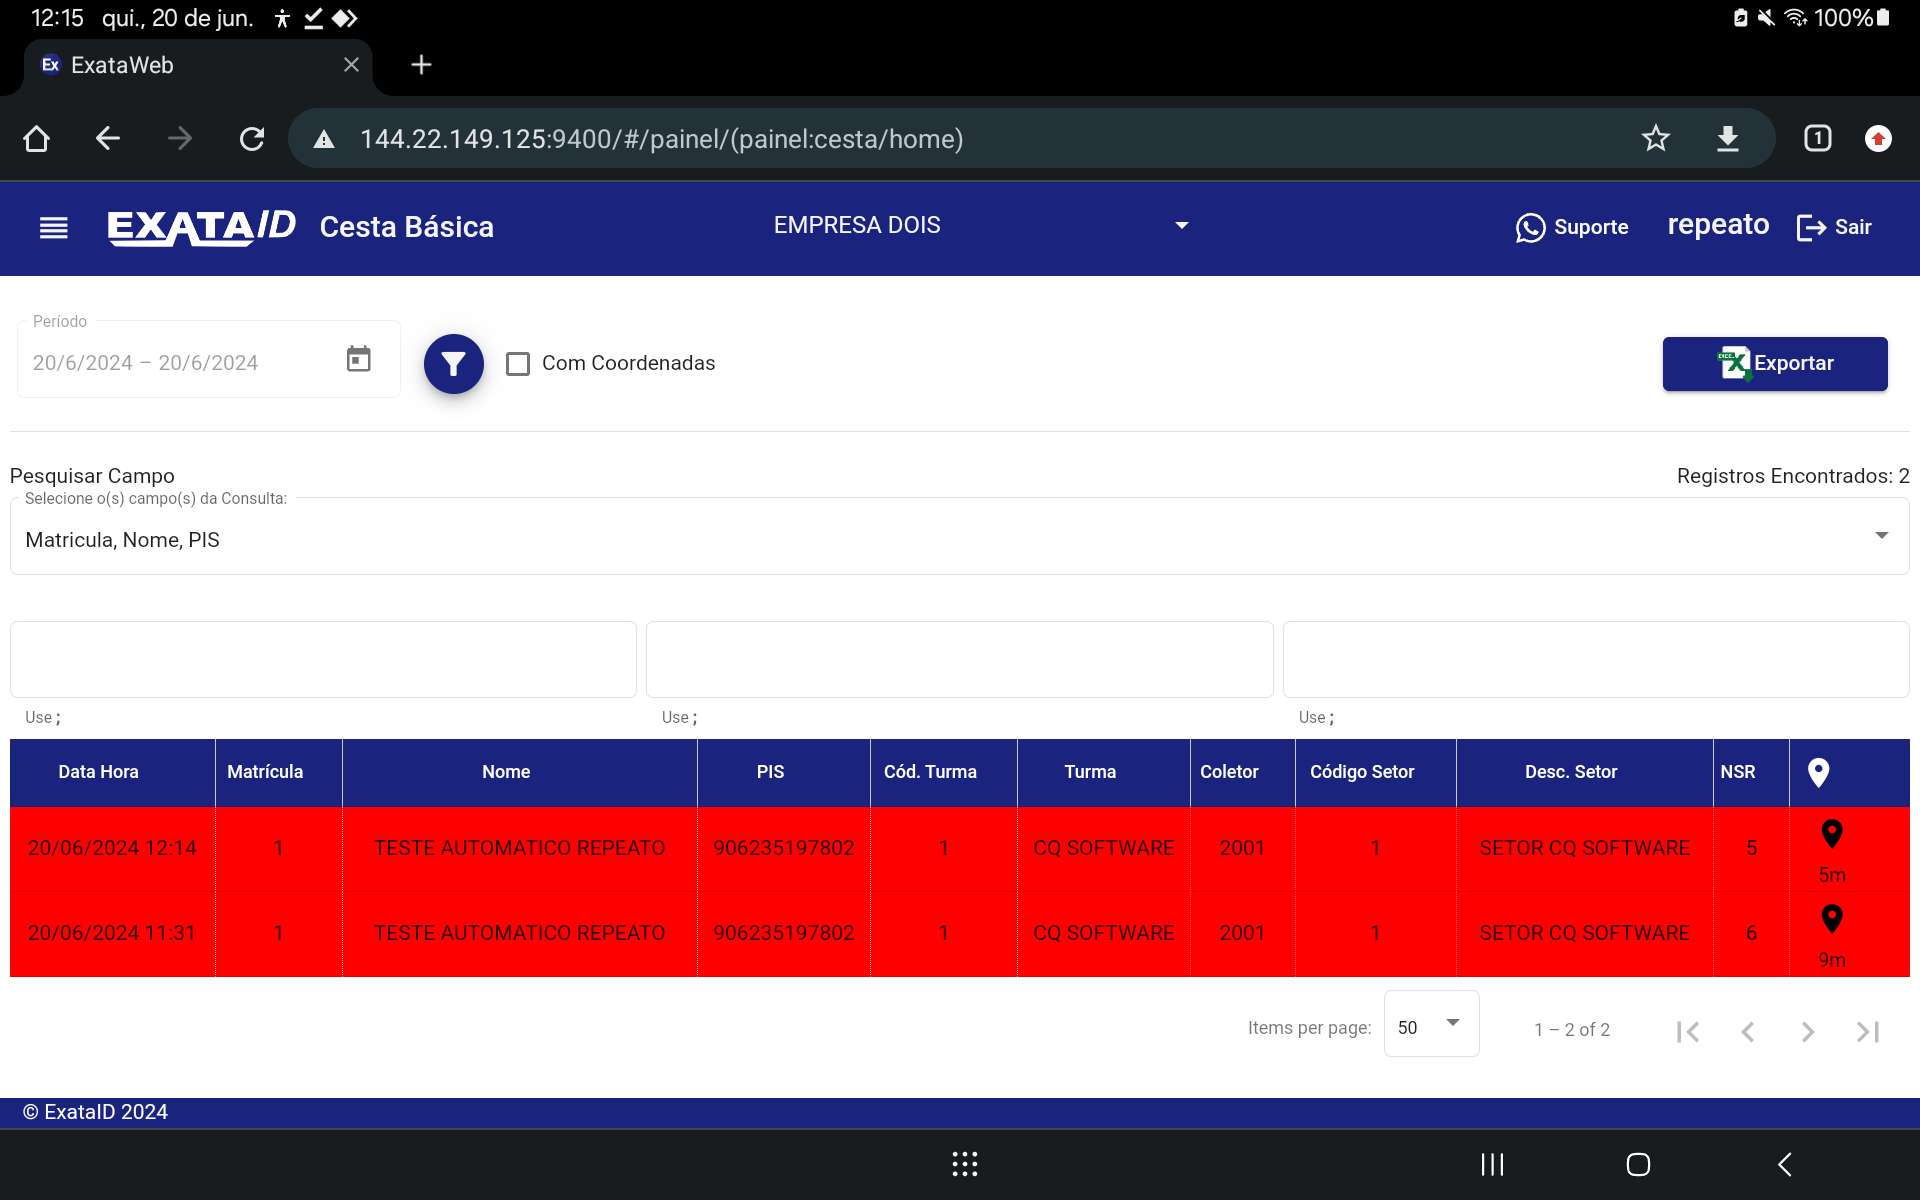 12:15 qui., 20 de jun. 100%
Ex ExataWeb
144.22.149.125:9400/#/painel/(painel:cesta/home) 1
EXATAID Cesta Básica EMPRESA DOIS Suporte repeato Sair
Período
20/6/2024 – 20/6/2024 Com Coordenadas Exportar
Pesquisar Campo Registros Encontrados: 2
Selecione o(s) campo(s) da Consulta:
Matricula, Nome, PIS
Use ; Use ; Use ;
Data Hora Matrícula Nome PIS Cód. Turma Turma Coletor Código Setor Desc. Setor NSR
20/06/2024 12:14 1 TESTE AUTOMATICO REPEATO 906235197802 1 CQ SOFTWARE 2001 1 SETOR CQ SOFTWARE 5 5m
20/06/2024 11:31 1 TESTE AUTOMATICO REPEATO 906235197802 1 CQ SOFTWARE 2001 1 SETOR CQ SOFTWARE 6 9m
Items per page: 50 1 – 2 of 2
© ExataID 2024